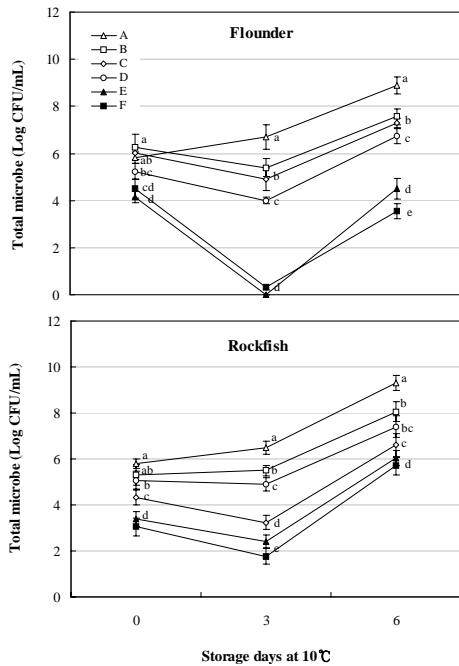 12
10
8
6
4
2
0
Total microbe (Log CFU/mL)
Flounder
A
B
C
D
E
F
a
ab
bc
cd
d
a
b
c
d
a
b
c
d
e
12
10
8
6
4
2
0
Total microbe (Log CFU/mL)
Rockfish
a
ab
b
c
d
a
b
c
d
e
a
b
bc
c
d
0 3 6
Storage days at 10℃